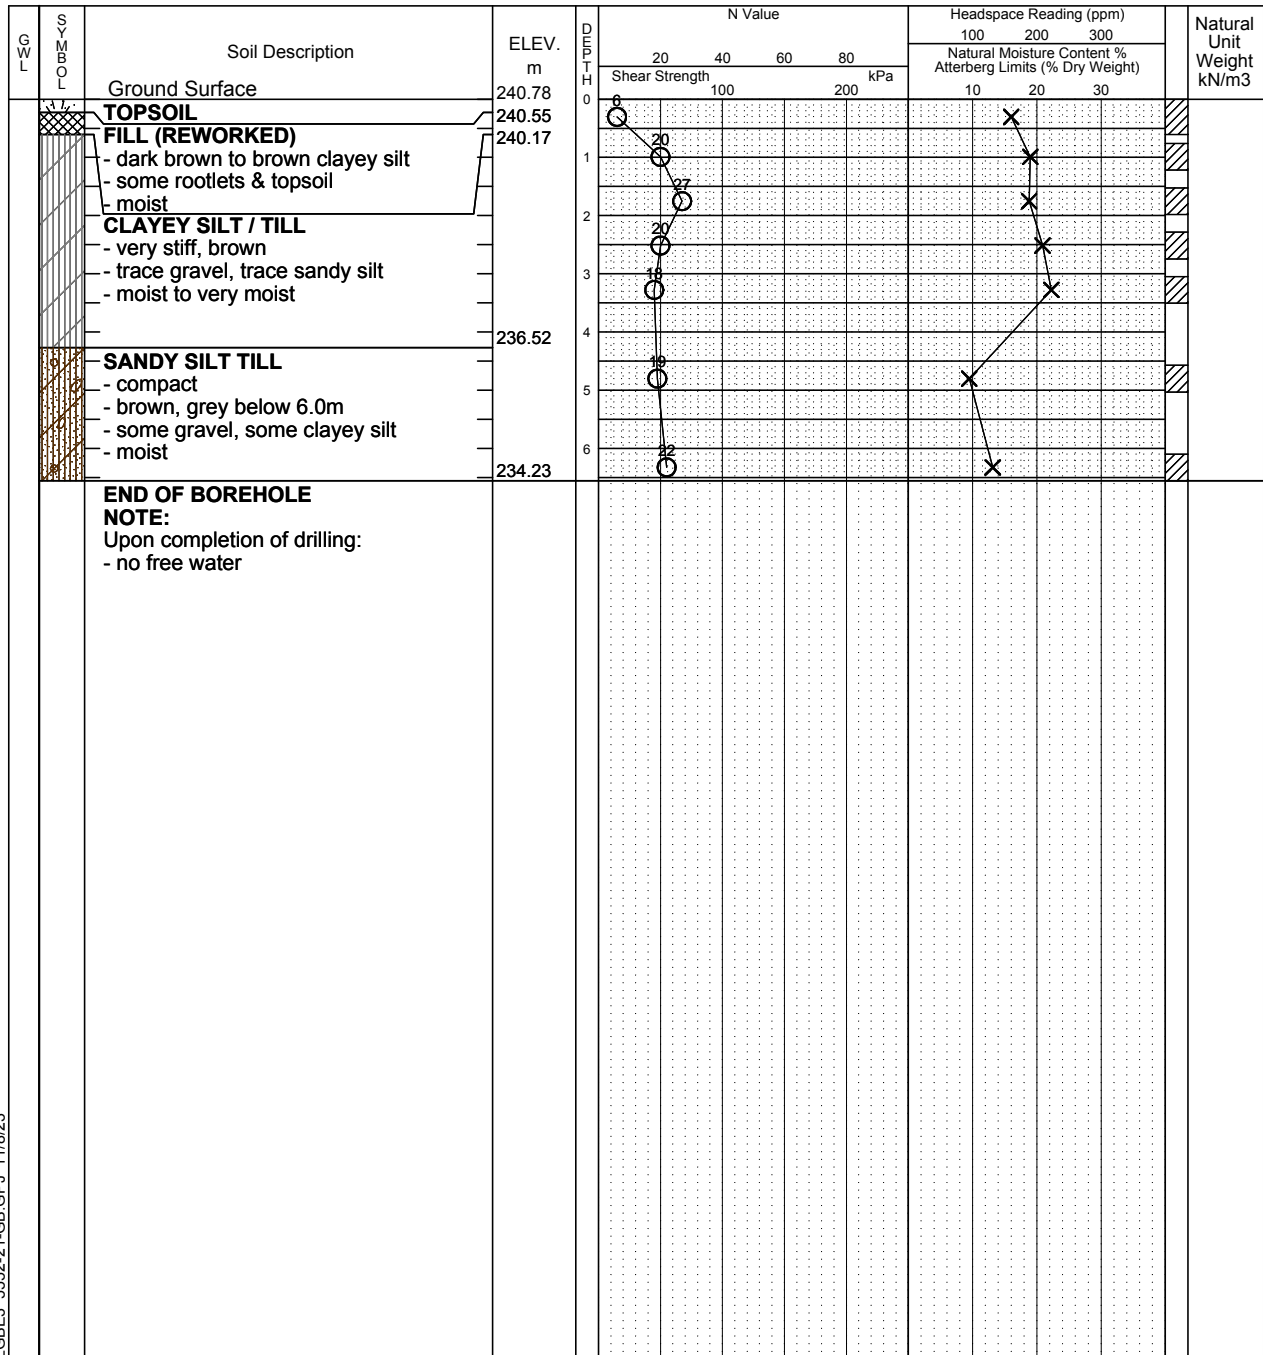 GWL
SYMBOL
Soil Description
Ground Surface
ELEV.
m
240.78
DEPTH
N Value
20 40 60 80
Shear Strength kPa
100 200
Headspace Reading (ppm)
100 200 300
Natural Moisture Content %
Atterberg Limits (% Dry Weight)
10 20 30
Natural
Unit
Weight
kN/m3
0
TOPSOIL
240.55
6
FILL (REWORKED)
240.17
- dark brown to brown clayey silt
20
1
- some rootlets & topsoil
27
- moist
2
CLAYEY SILT / TILL
- very stiff, brown
20
- trace gravel, trace sandy silt
3
18
- moist to very moist
4
236.52
SANDY SILT TILL
19
- compact
5
- brown, grey below 6.0m
- some gravel, some clayey silt
- moist
6
22
234.23
END OF BOREHOLE
NOTE:
Upon completion of drilling:
- no free water